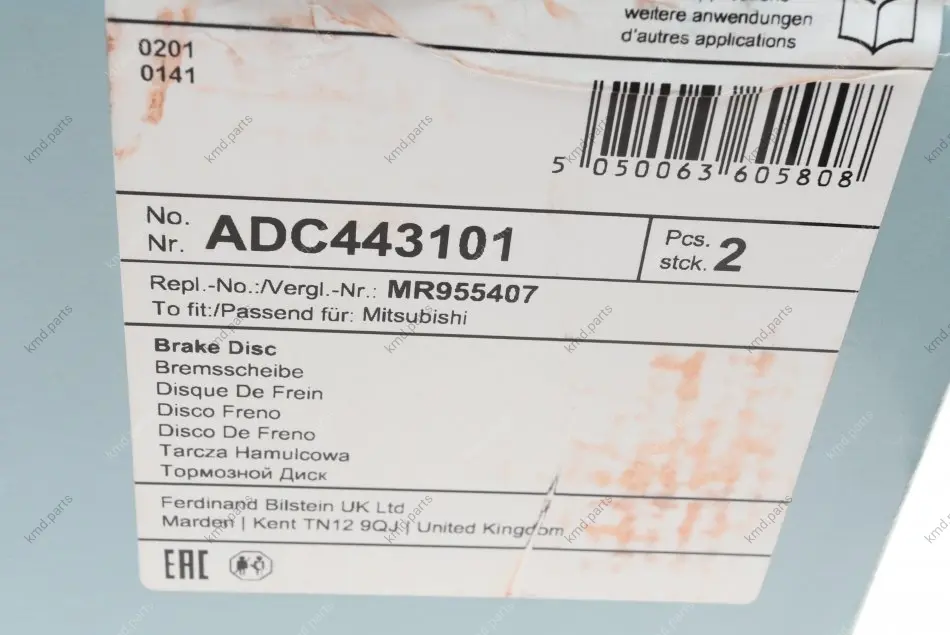 weitere anwendungen
d'autres applications
0201
0141
5 050063 605808
No.
Nr. ADC443101
Pcs.
stck. 2
Repl.-No.:/Vergl.-Nr.: MR955407
To fit:/Passend für: Mitsubishi
Brake Disc
Bremsscheibe
Disque De Frein
Disco Freno
Disco De Freno
Tarcza Hamulcowa
Тормозной Диск
Ferdinand Bilstein UK Ltd
Marden | Kent TN12 9QJ | United Kingdom
EAC
kmd.parts